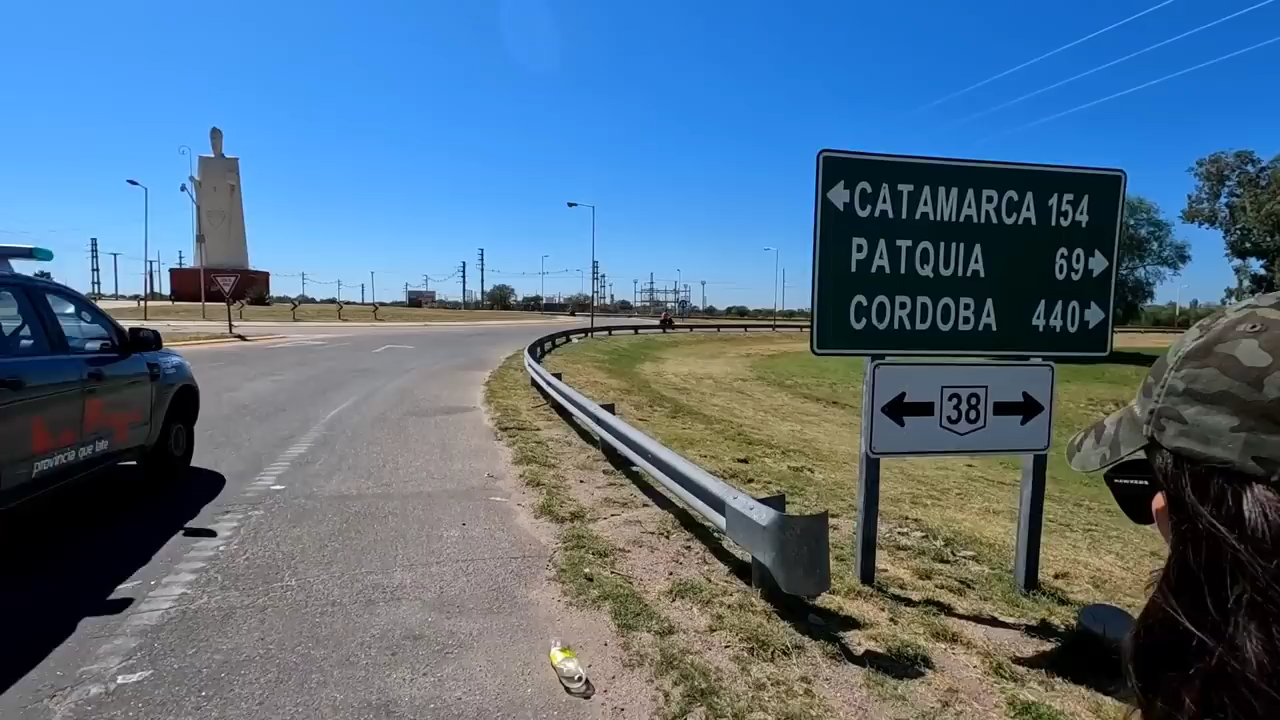 CATAMARCA 154
PATQUIA 69
CORDOBA 440
38
provincia que late